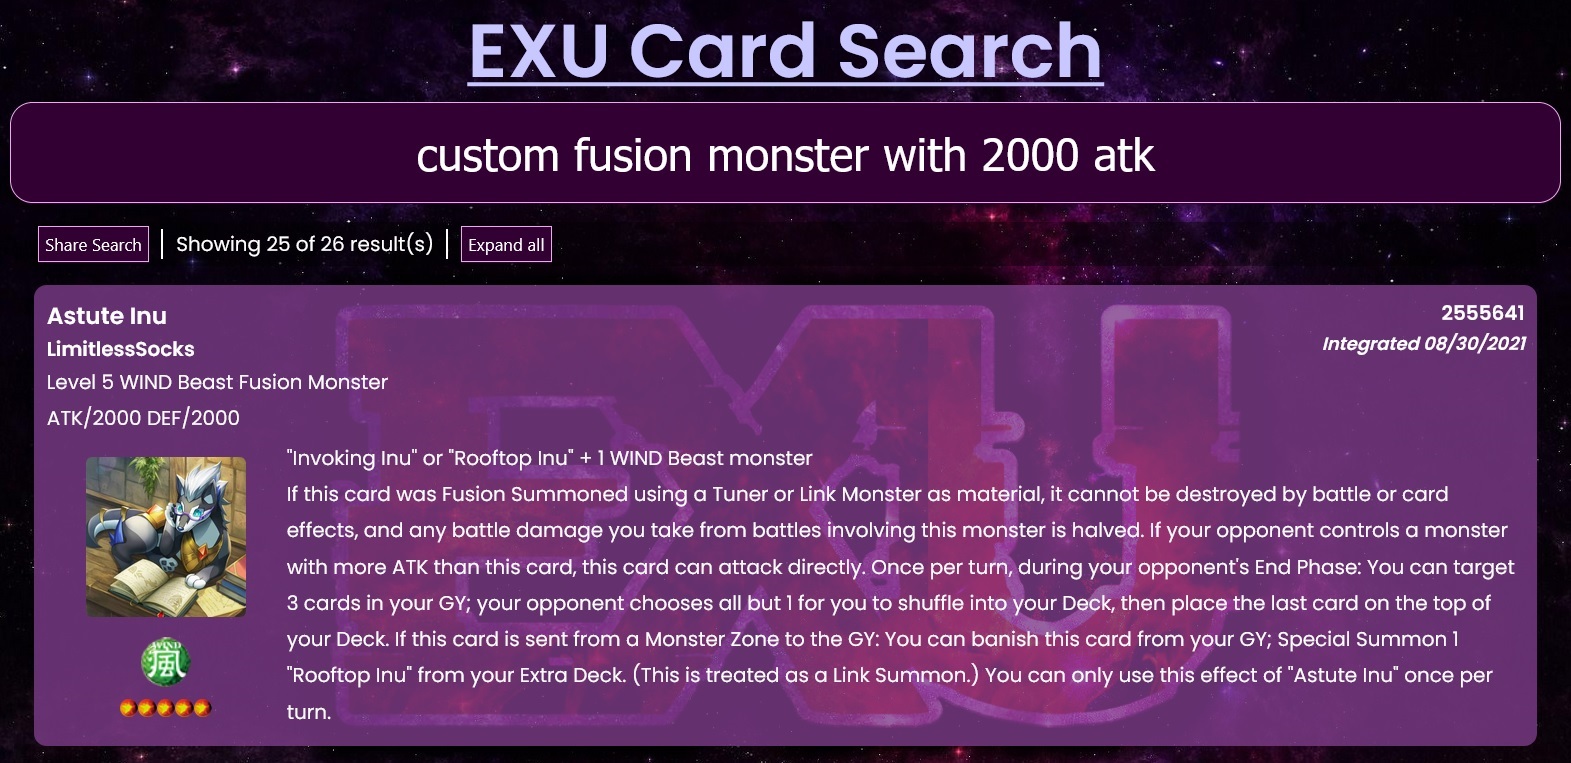 EXU Card Search
custom fusion monster with 2000 atk
Share Search | Showing 25 of 26 result(s) | Expand all
Astute Inu
2555641
LimitlessSocks
Integrated 08/30/2021
Level 5 WIND Beast Fusion Monster
ATK/2000 DEF/2000
"Invoking Inu" or "Rooftop Inu" + 1 WIND Beast monster
If this card was Fusion Summoned using a Tuner or Link Monster as material, it cannot be destroyed by battle or card
effects, and any battle damage you take from battles involving this monster is halved. If your opponent controls a monster
with more ATK than this card, this card can attack directly. Once per turn, during your opponent's End Phase: You can target
3 cards in your GY; your opponent chooses all but 1 for you to shuffle into your Deck, then place the last card on the top of
your Deck. If this card is sent from a Monster Zone to the GY: You can banish this card from your GY; Special Summon 1
"Rooftop Inu" from your Extra Deck. (This is treated as a Link Summon.) You can only use this effect of "Astute Inu" once per
turn.
EXU
WIND
風